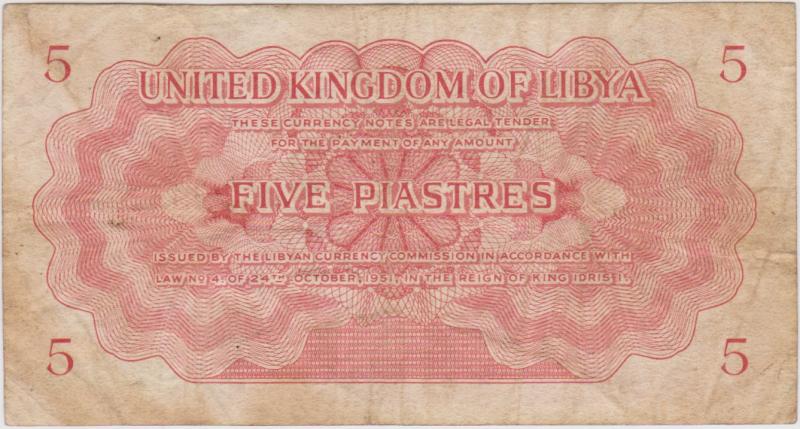 5 5
UNITED KINGDOM OF LIBYA
THESE CURRENCY NOTES ARE LEGAL TENDER
FOR THE PAYMENT OF ANY AMOUNT
FIVE PIASTRES
ISSUED BY THE LIBYAN CURRENCY COMMISSION IN ACCORDANCE WITH
LAW No 4. OF 24TH OCTOBER, 1951, IN THE REIGN OF KING IDRIS I.
5 5